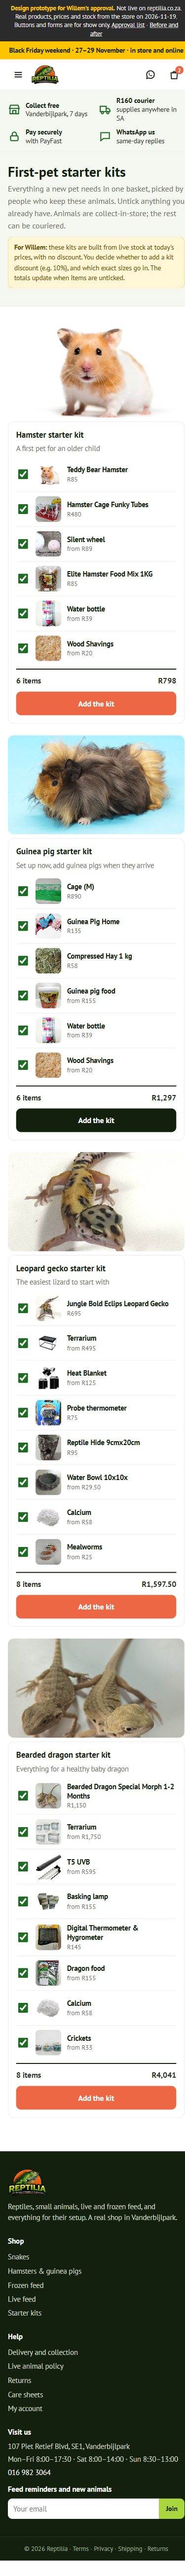 Design prototype for Willem's approval. Not live on reptilia.co.za.
Real products, prices and stock from the store on 2026-11-19.
Buttons and forms are for show only. Approval list · Before and
after
Black Friday weekend · 27–29 November · in store and online
REPTILIA
2
Collect free
Vanderbijlpark, 7 days
R160 courier
supplies anywhere in
SA
Pay securely
with PayFast
WhatsApp us
same-day replies
First-pet starter kits
Everything a new pet needs in one basket, picked by
people who keep these animals. Untick anything you
already have. Animals are collect-in-store; the rest
can be couriered.
For Willem: these kits are built from live stock at today's
prices, with no discount. You decide whether to add a kit
discount (e.g. 10%), and which exact sizes go in. The
totals update when items are unticked.
Hamster starter kit
A first pet for an older child
Teddy Bear Hamster
R85
Hamster Cage Funky Tubes
R480
Silent wheel
from R89
Elite Hamster Food Mix 1KG
R85
Water bottle
from R39
Wood Shavings
from R20
6 items R798
Add the kit
Guinea pig starter kit
Set up now, add guinea pigs when they arrive
Cage (M)
R890
Guinea Pig Home
R135
Compressed Hay 1 kg
R58
Guinea pig food
from R155
Water bottle
from R39
Wood Shavings
from R20
6 items R1,297
Add the kit
Leopard gecko starter kit
The easiest lizard to start with
Jungle Bold Eclips Leopard Gecko
R695
Terrarium
from R495
Heat Blanket
from R125
Probe thermometer
R75
Reptile Hide 9cmx20cm
R95
Water Bowl 10x10x
from R29.50
Calcium
from R58
Mealworms
from R25
8 items R1,597.50
Add the kit
Bearded dragon starter kit
Everything for a healthy baby dragon
Bearded Dragon Special Morph 1-2
Months
R1,150
Terrarium
from R1,750
T5 UVB
from R595
Basking lamp
from R155
Digital Thermometer &
Hygrometer
R145
Dragon food
from R155
Calcium
from R58
Crickets
from R33
8 items R4,041
Add the kit
REPTILIA
Reptiles, small animals, live and frozen feed, and
everything for their setup. A real shop in Vanderbijlpark.
Shop
Snakes
Hamsters & guinea pigs
Frozen feed
Live feed
Starter kits
Help
Delivery and collection
Live animal policy
Returns
Care sheets
My account
Visit us
107 Piet Retief Blvd, SE1, Vanderbijlpark
Mon–Fri 8:00–17:30 · Sat 8:00–14:00 · Sun 8:30–13:00
016 982 3064
Feed reminders and new animals
Your email Join
© 2026 Reptilia · Terms · Privacy · Shipping · Returns